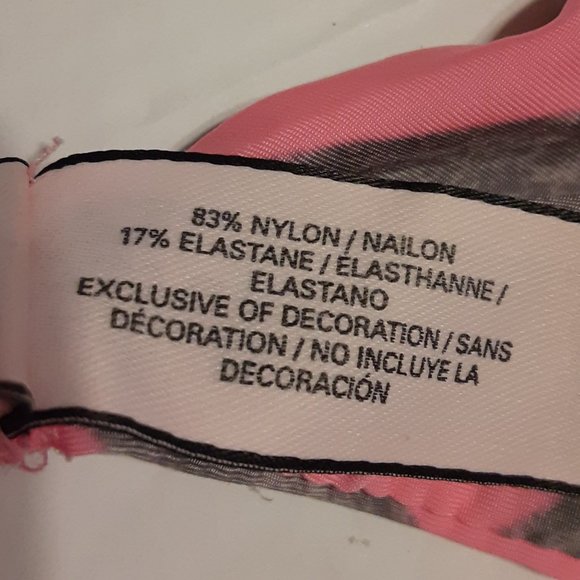 83% NYLON / NAILON
17% ELASTANE / ÉLASTHANNE /
ELASTANO
EXCLUSIVE OF DECORATION / SANS
DÉCORATION / NO INCLUYE LA
DECORACIÓN